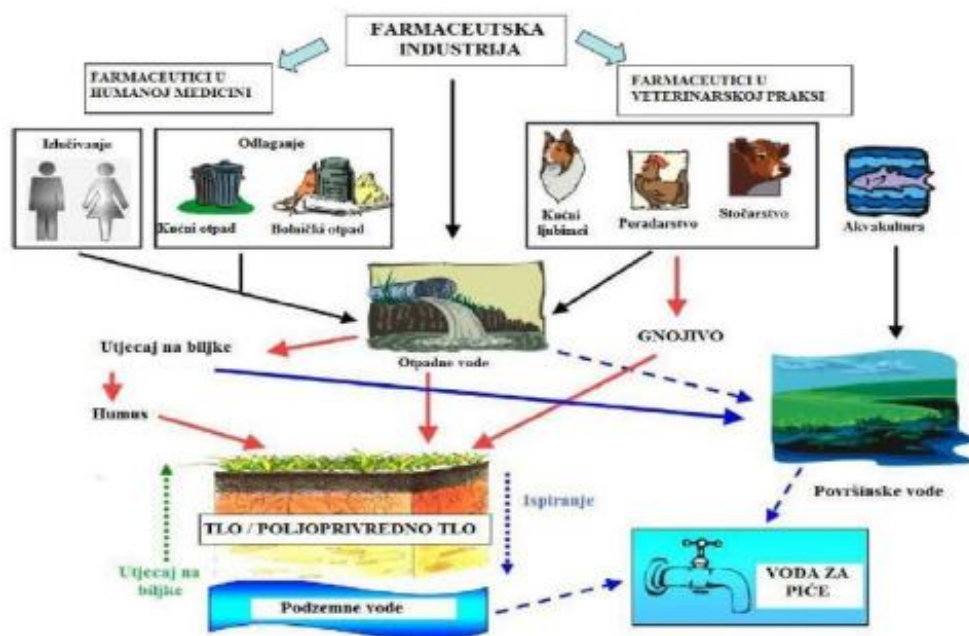 FARMACEUTSKA
INDUSTRIJA
FARMACEUTICI U
HUMANOJ MEDICINI
FARMACEUTICI U
VETERINARSKOJ PRAKSI
Izlučivanje
Odlaganje
Kućni otpad
Bolnički otpad
Kućni
ljubimci
Peradarstvo
Stočarstvo
Akvakultura
Utjecaj na biljke
Otpadne vode
GNOJIVO
Humus
Ispiranje
Površinske vode
TLO / POLJOPRIVREDNO TLO
Utjecaj na
biljke
Podzemne vode
VODA ZA
PIĆE